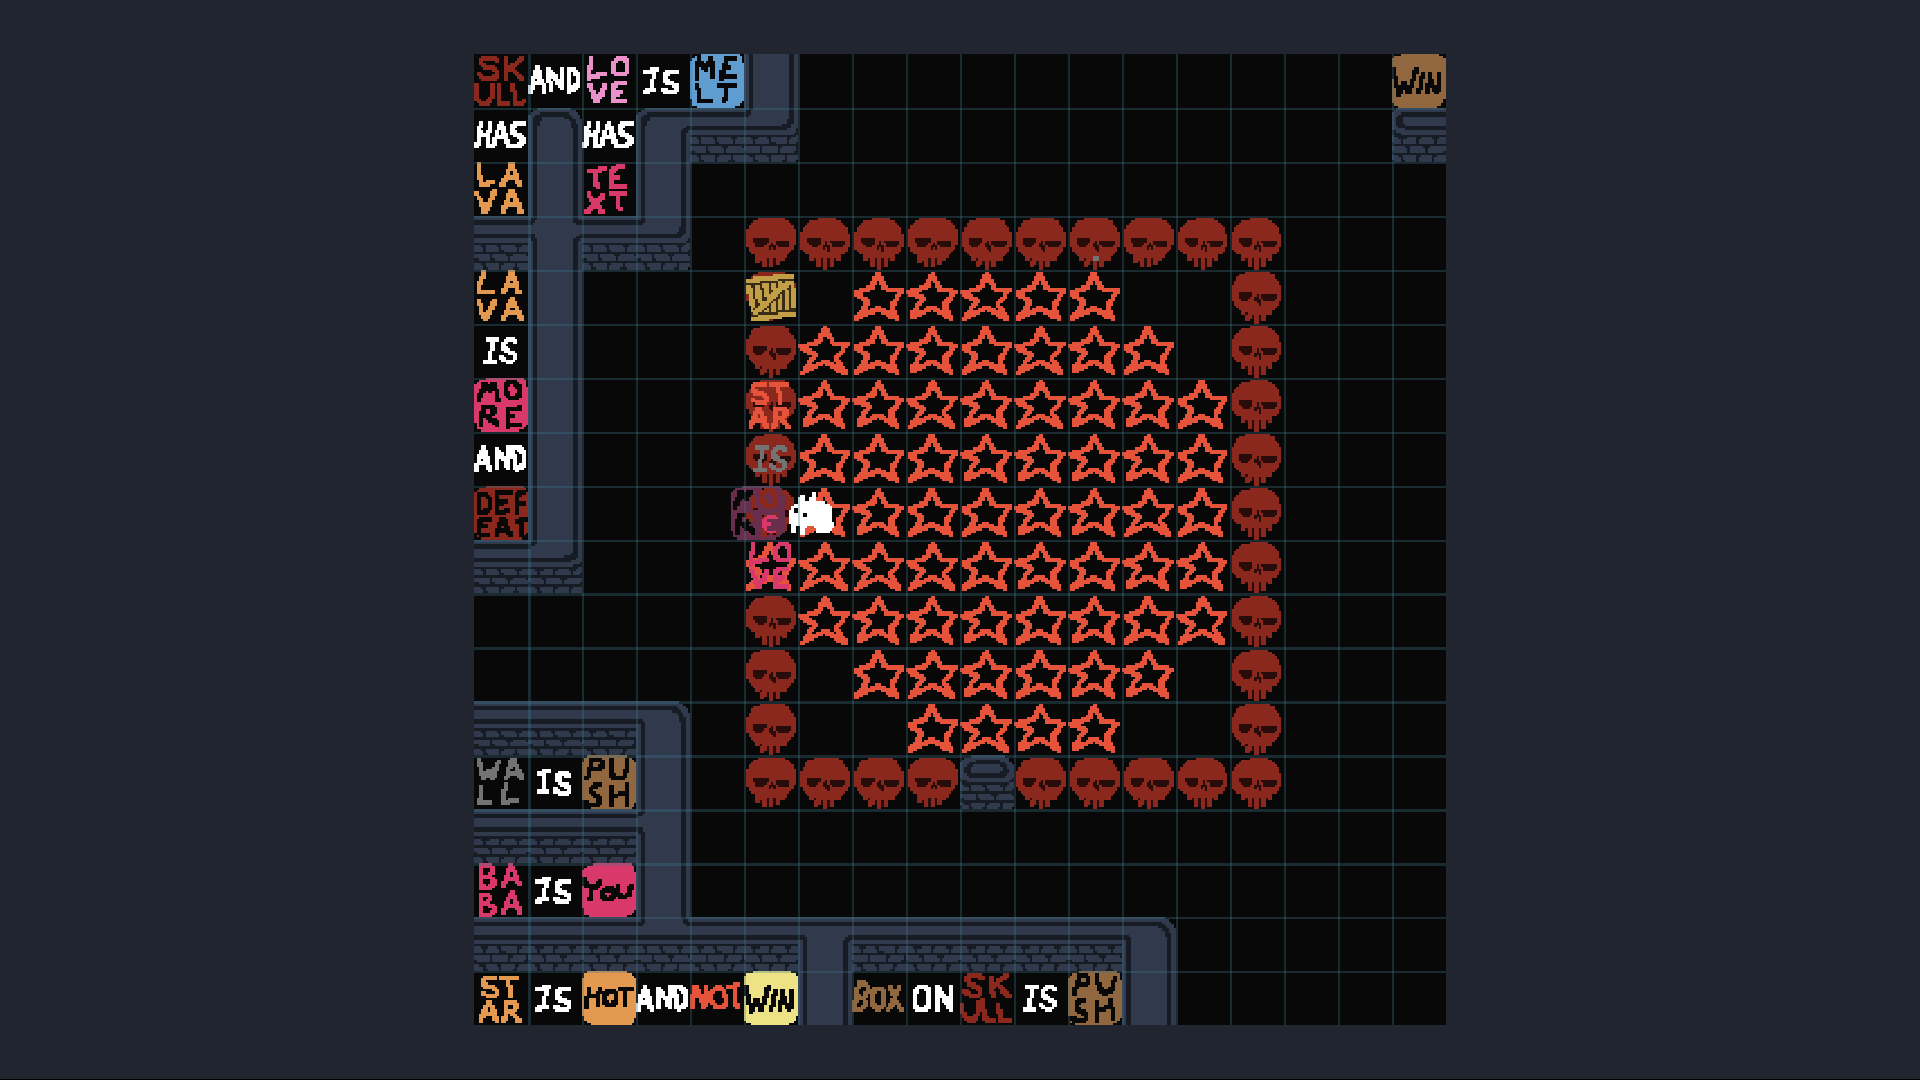 SKULL AND LOVE IS MELT
WIN
HAS HAS
LAVA TEXT
LAVA
IS
MORE
STAR
AND
IS
DEFEAT
LOVE
WALL IS PUSH
BABA IS YOU
STAR IS HOT AND NOT WIN
BOX ON SKULL IS PUSH